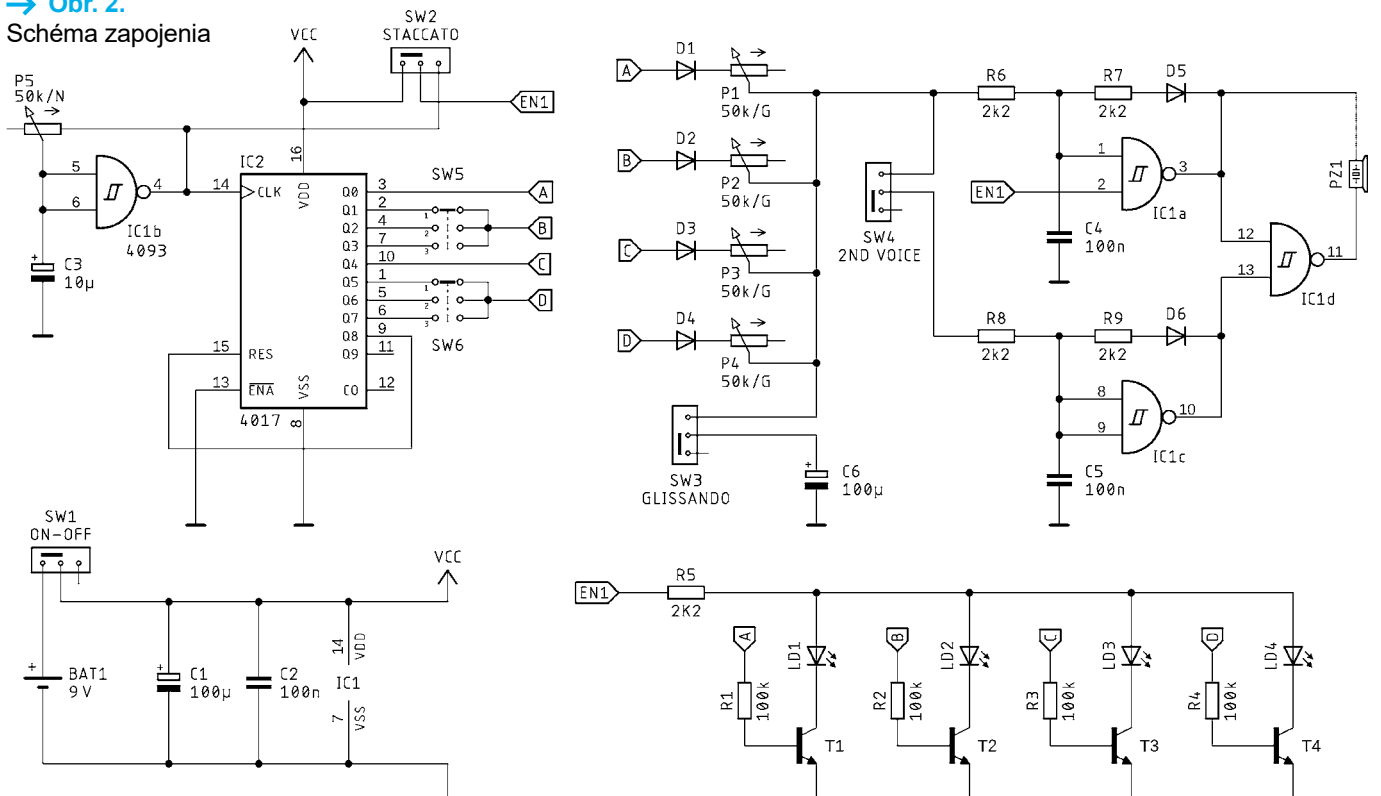 → Obr. 2.
Schéma zapojenia
P5
50k/N
VCC
SW2
STACCATO
EN1
5
6
4
IC1b
4093
C3
10µ
IC2
16
VDD
14
CLK
Q0
3
Q1
2
Q2
4
Q3
7
Q4
10
Q5
1
Q6
5
Q7
6
Q8
9
Q9
11
CO
12
15
RES
13
ENA
VSS
8
4017
SW5
1
2
3
A
B
C
D
1
2
3
SW6
A
D1
P1
50k/G
B
D2
P2
50k/G
C
D3
P3
50k/G
D
D4
P4
50k/G
SW3
GLISSANDO
C6
100µ
SW4
2ND VOICE
R6
2k2
R7
2k2
D5
EN1
1
2
3
IC1a
C4
100n
R8
2k2
R9
2k2
D6
8
9
10
IC1c
C5
100n
12
13
11
IC1d
PZ1
SW1
ON-OFF
BAT1
9V
C1
100µ
C2
100n
14
VDD
IC1
7
VSS
VCC
EN1
R5
2K2
A
R1
100k
LD1
T1
B
R2
100k
LD2
T2
C
R3
100k
LD3
T3
D
R4
100k
LD4
T4